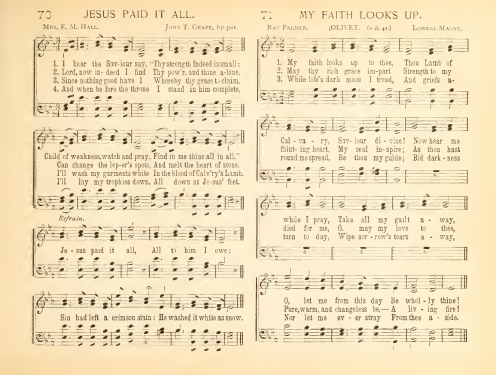 70 JESUS PAID IT ALL.
Mrs. E. M. Hall. John T. Grape, by per.
1. I hear the Sav-iour say, "Thy strength indeed is small:
2. Lord, now in-deed I find Thy pow'r, and thine a-lone,
3. Since nothing good have I Whereby thy grace t' claim,
4. And when be fore the throne I stand in him complete,
Child of weakness, watch and pray, Find in me thine all in all."
Can change the lep-er's spots, And melt the heart of stone.
I'll wash my garments white In the blood of Calv'ry's Lamb.
I'll lay my trophies down, All down at Je-sus' feet.
Refrain.
Je-sus paid it all, All to him I owe:
Sin had left a crimson stain: He washed it white as snow.
71 MY FAITH LOOKS UP.
Ray Palmer. (OLIVET. 6s & 4s.) Lowell Mason.
1. My faith looks up to thee, Thou Lamb of
2. May thy rich grace im-part Strength to my
3. While life's dark maze I tread, And griefs a-
Cal-va-ry, Sav-iour di-vine! Now hear me
faint-ing heart, My zeal in-spire; As thou hast
round me spread, Be thou my guide; Bid dark-ness
while I pray, Take all my guilt a-way,
died for me, O, may my love to thee,
turn to day, Wipe sor-row's tears a-way,
O, let me from this day Be whol-ly thine!
Pure, warm, and changeless be,— A liv-ing fire!
Nor let me ev-er stray From thee a-side.